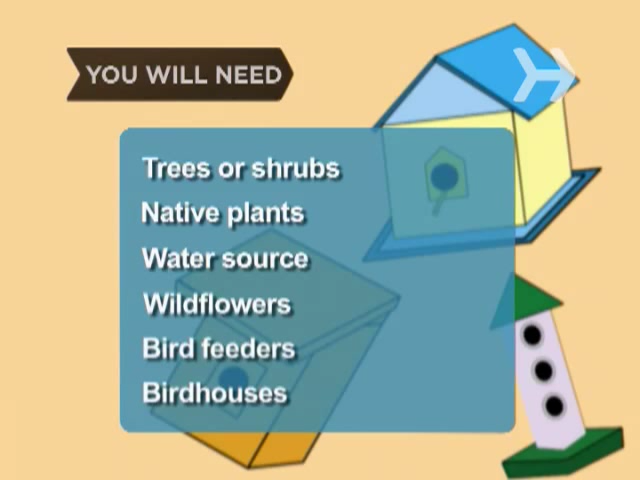 YOU WILL NEED
Trees or shrubs
Native plants
Water source
Wildflowers
Bird feeders
Birdhouses